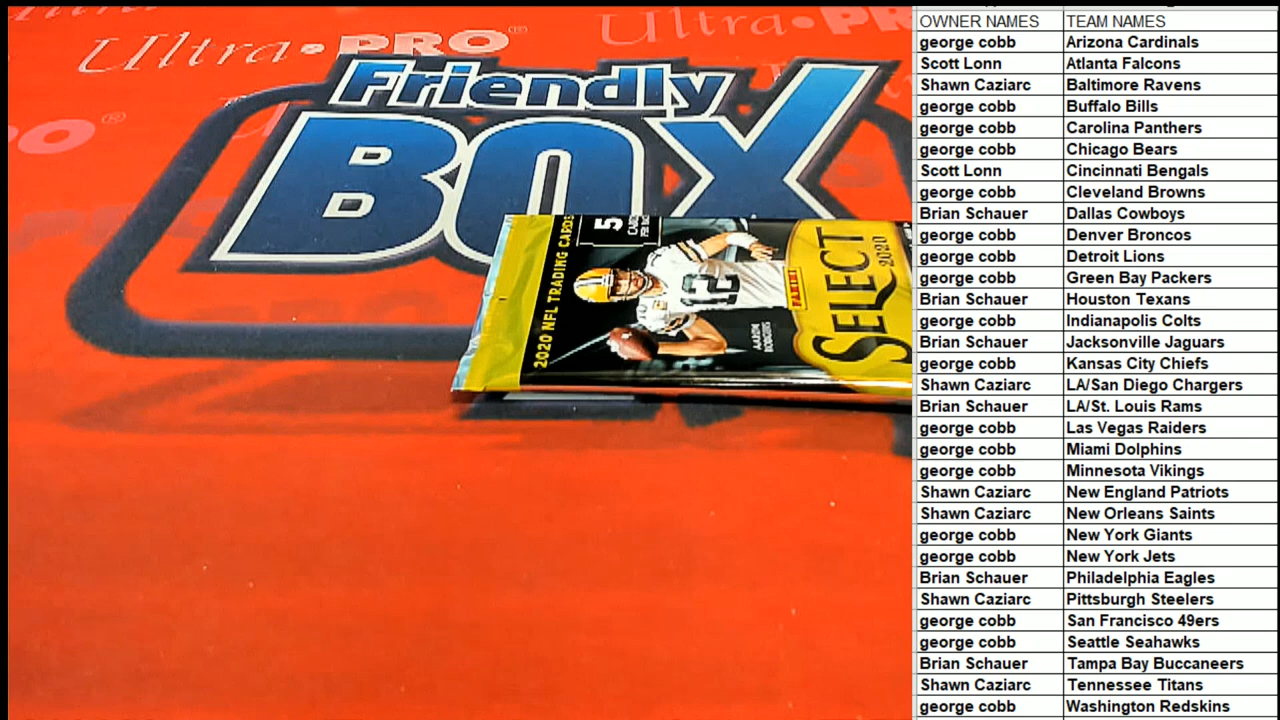 Ultra•PRO®
Ultra•PRO
PRO®
Friendly
BOX
2020 NFL TRADING CARDS
5
CARDS
AARON
RODGERS
12
PANINI
SELECT
2020
OWNER NAMES TEAM NAMES
george cobb Arizona Cardinals
Scott Lonn Atlanta Falcons
Shawn Caziarc Baltimore Ravens
george cobb Buffalo Bills
george cobb Carolina Panthers
george cobb Chicago Bears
Scott Lonn Cincinnati Bengals
george cobb Cleveland Browns
Brian Schauer Dallas Cowboys
george cobb Denver Broncos
george cobb Detroit Lions
george cobb Green Bay Packers
Brian Schauer Houston Texans
george cobb Indianapolis Colts
Brian Schauer Jacksonville Jaguars
george cobb Kansas City Chiefs
Shawn Caziarc LA/San Diego Chargers
Brian Schauer LA/St. Louis Rams
george cobb Las Vegas Raiders
george cobb Miami Dolphins
george cobb Minnesota Vikings
Shawn Caziarc New England Patriots
Shawn Caziarc New Orleans Saints
george cobb New York Giants
george cobb New York Jets
Brian Schauer Philadelphia Eagles
Shawn Caziarc Pittsburgh Steelers
george cobb San Francisco 49ers
george cobb Seattle Seahawks
Brian Schauer Tampa Bay Buccaneers
Shawn Caziarc Tennessee Titans
george cobb Washington Redskins